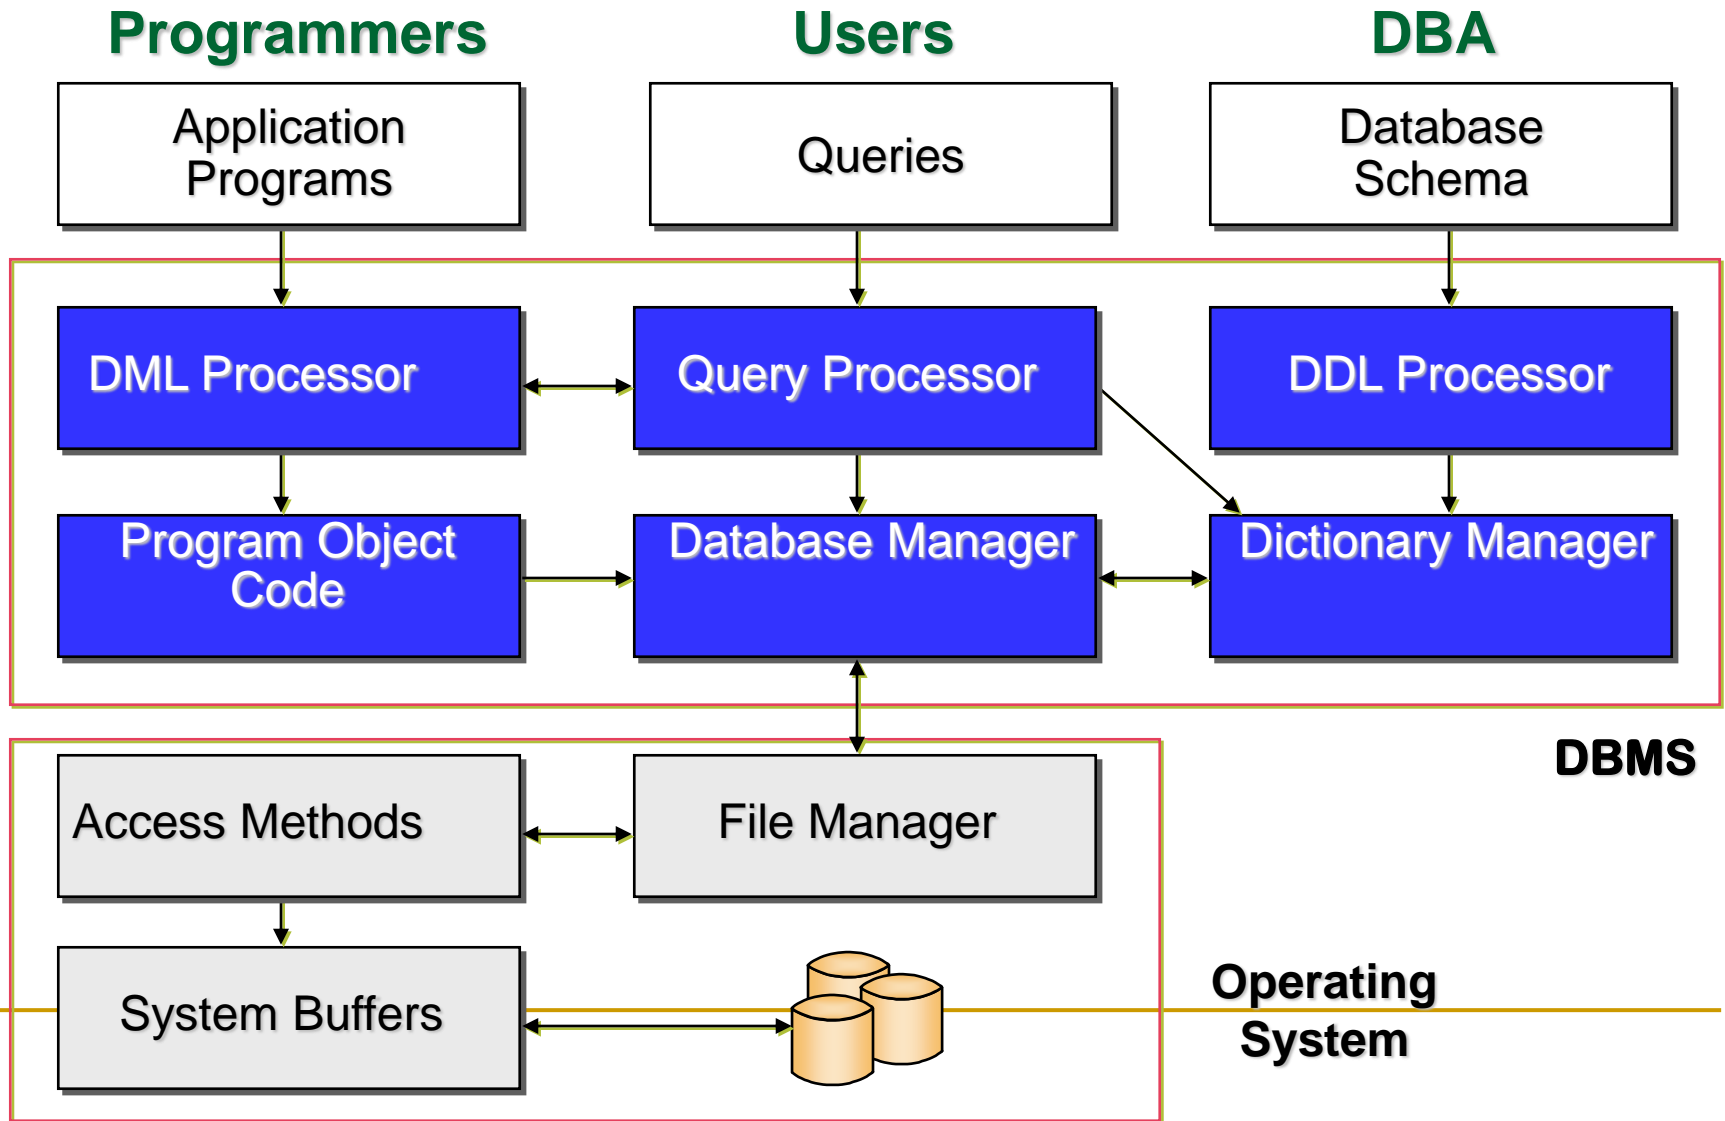 Programmers
Users
DBA
Application
Programs
Queries
Database
Schema
DML Processor
Query Processor
DDL Processor
Program Object
Code
Database Manager
Dictionary Manager
DBMS
Access Methods
File Manager
System Buffers
Operating
System